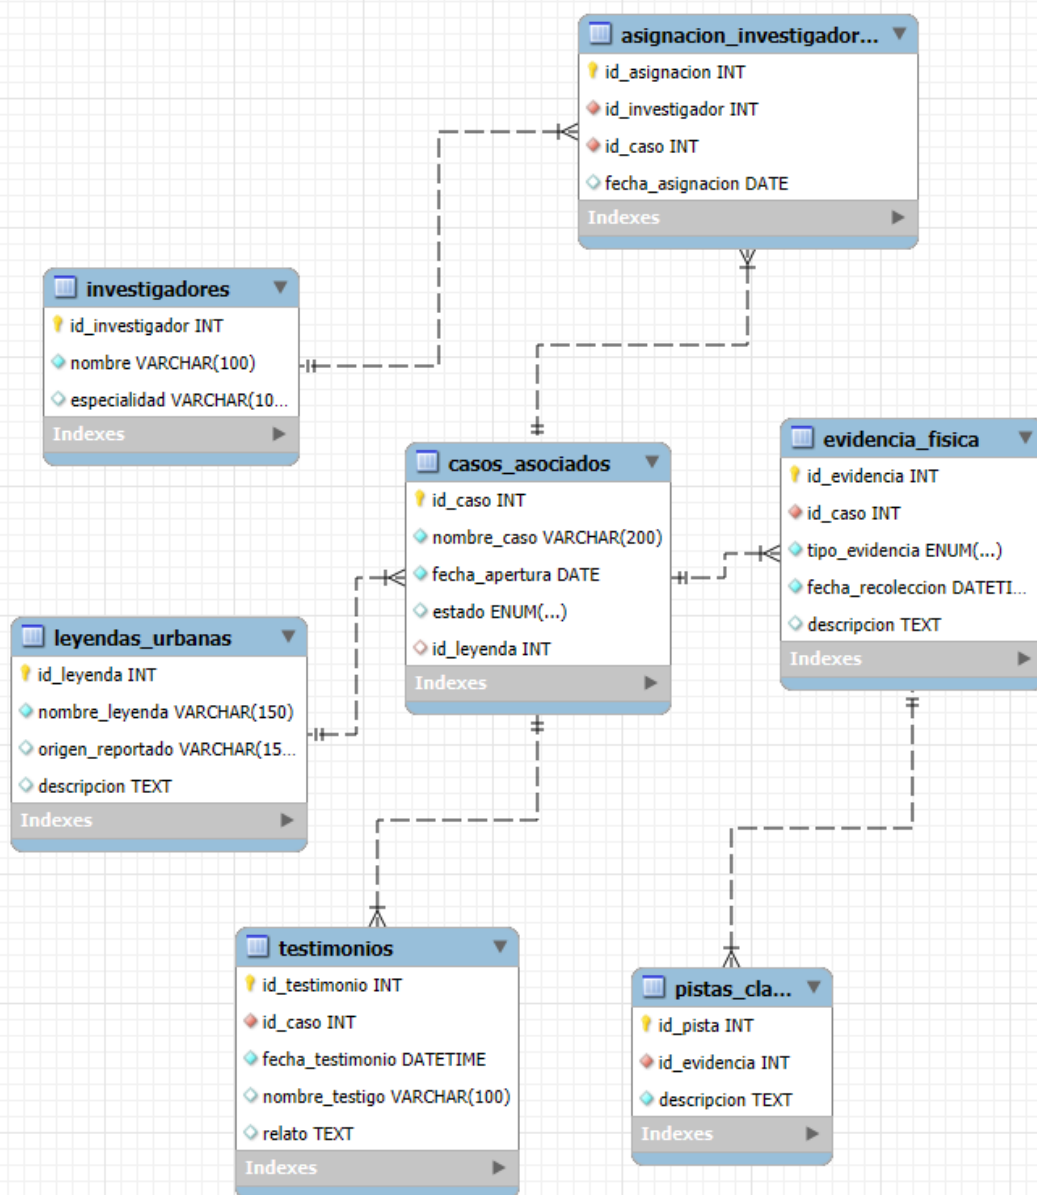 asignacion_investigador...
id_asignacion INT
id_investigador INT
id_caso INT
fecha_asignacion DATE
Indexes
investigadores
id_investigador INT
nombre VARCHAR(100)
especialidad VARCHAR(10...
Indexes
casos_asociados
id_caso INT
nombre_caso VARCHAR(200)
fecha_apertura DATE
estado ENUM(...)
id_leyenda INT
Indexes
evidencia_fisica
id_evidencia INT
id_caso INT
tipo_evidencia ENUM(...)
fecha_recoleccion DATETI...
descripcion TEXT
Indexes
leyendas_urbanas
id_leyenda INT
nombre_leyenda VARCHAR(150)
origen_reportado VARCHAR(15...
descripcion TEXT
Indexes
testimonios
id_testimonio INT
id_caso INT
fecha_testimonio DATETIME
nombre_testigo VARCHAR(100)
relato TEXT
Indexes
pistas_cla...
id_pista INT
id_evidencia INT
descripcion TEXT
Indexes